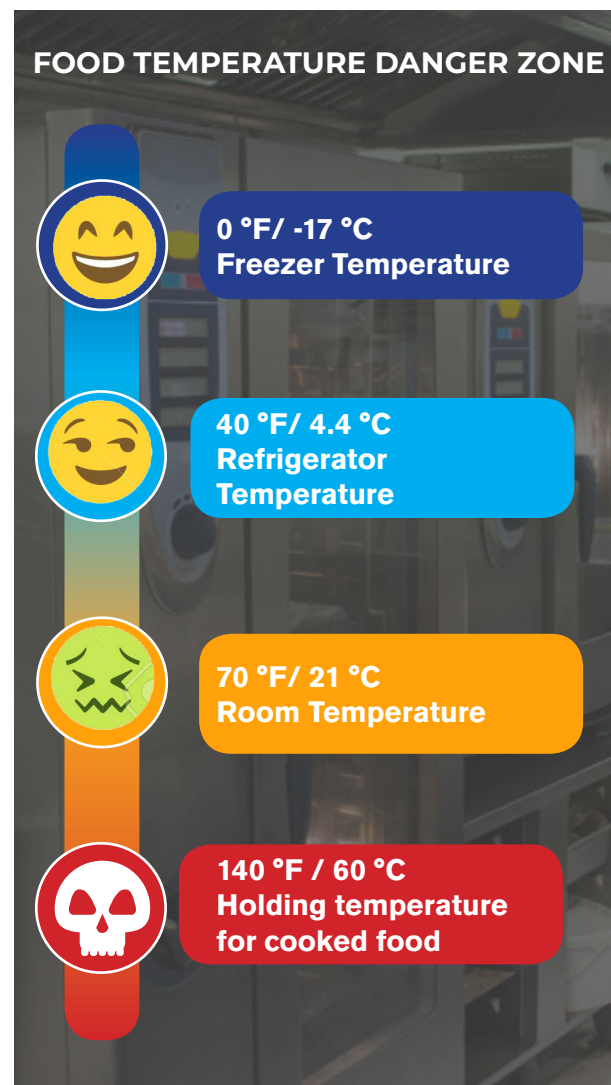 FOOD TEMPERATURE DANGER ZONE
0 °F/ -17 °C
Freezer Temperature
40 °F/ 4.4 °C
Refrigerator
Temperature
70 °F/ 21 °C
Room Temperature
140 °F / 60 °C
Holding temperature
for cooked food